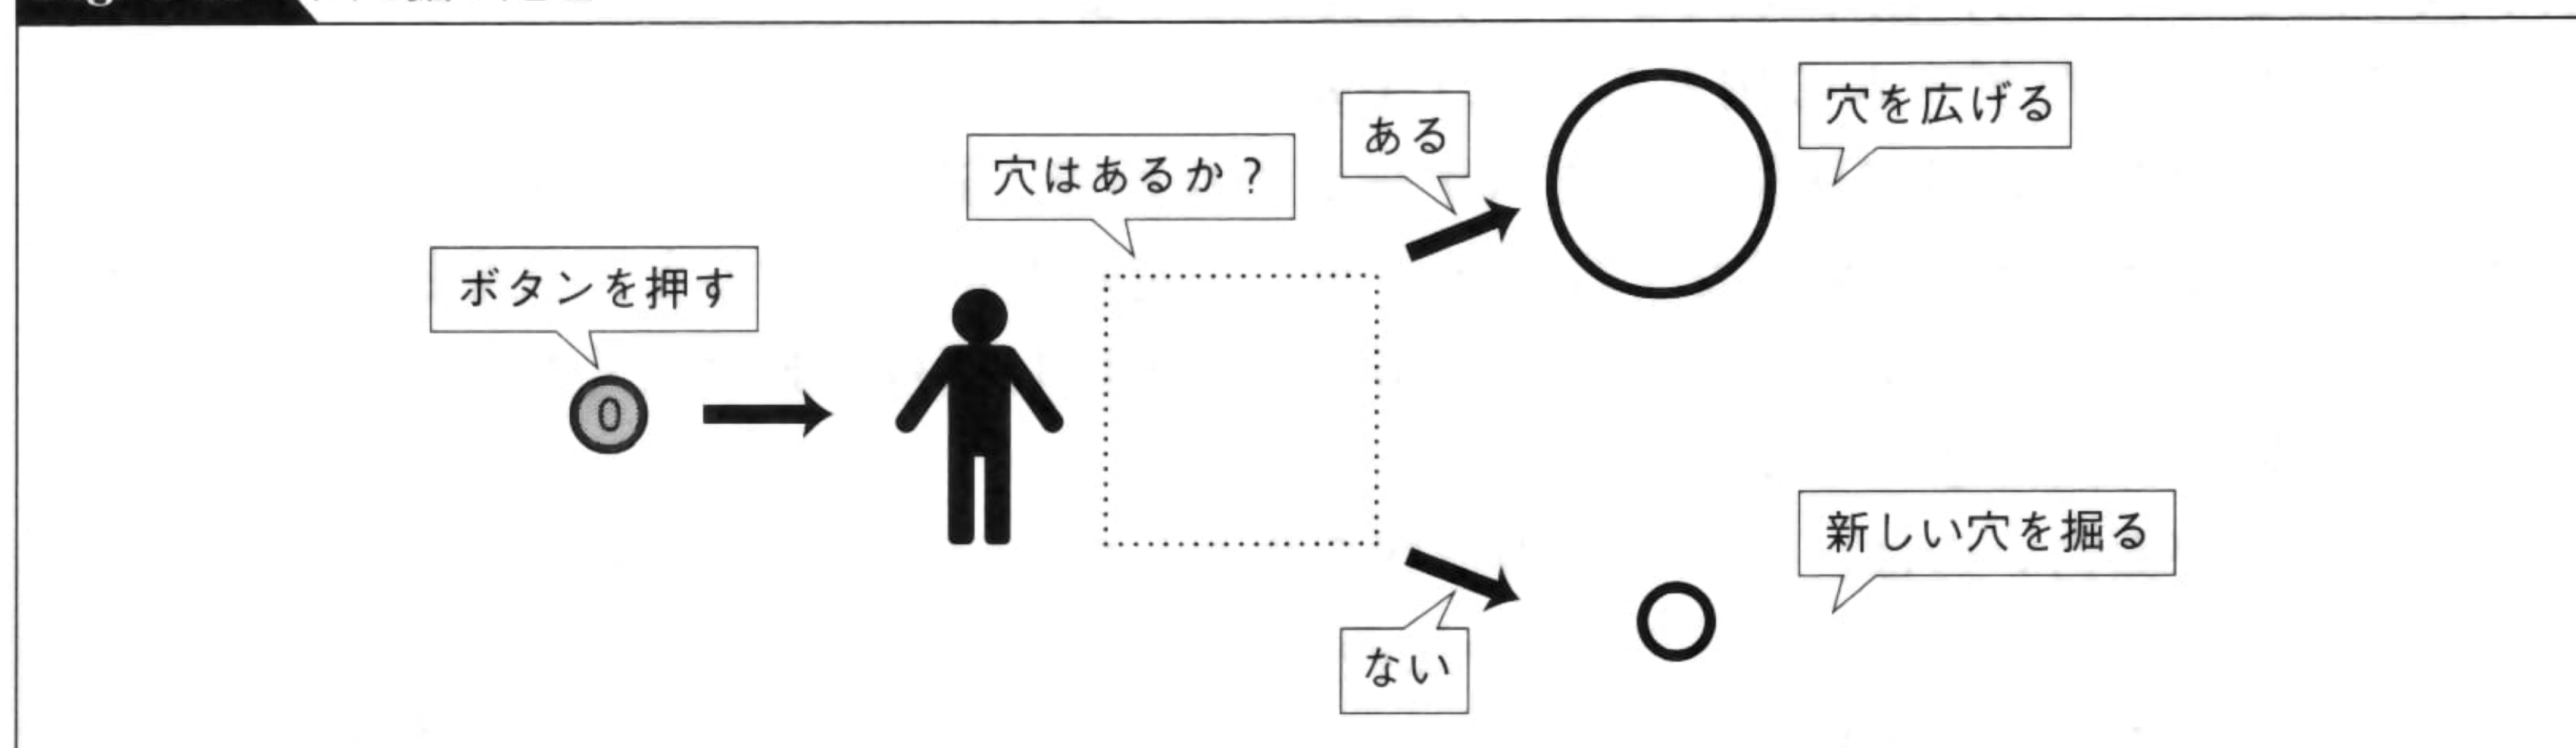 ボタンを押す
0
穴はあるか？
ある
穴を広げる
ない
新しい穴を掘る